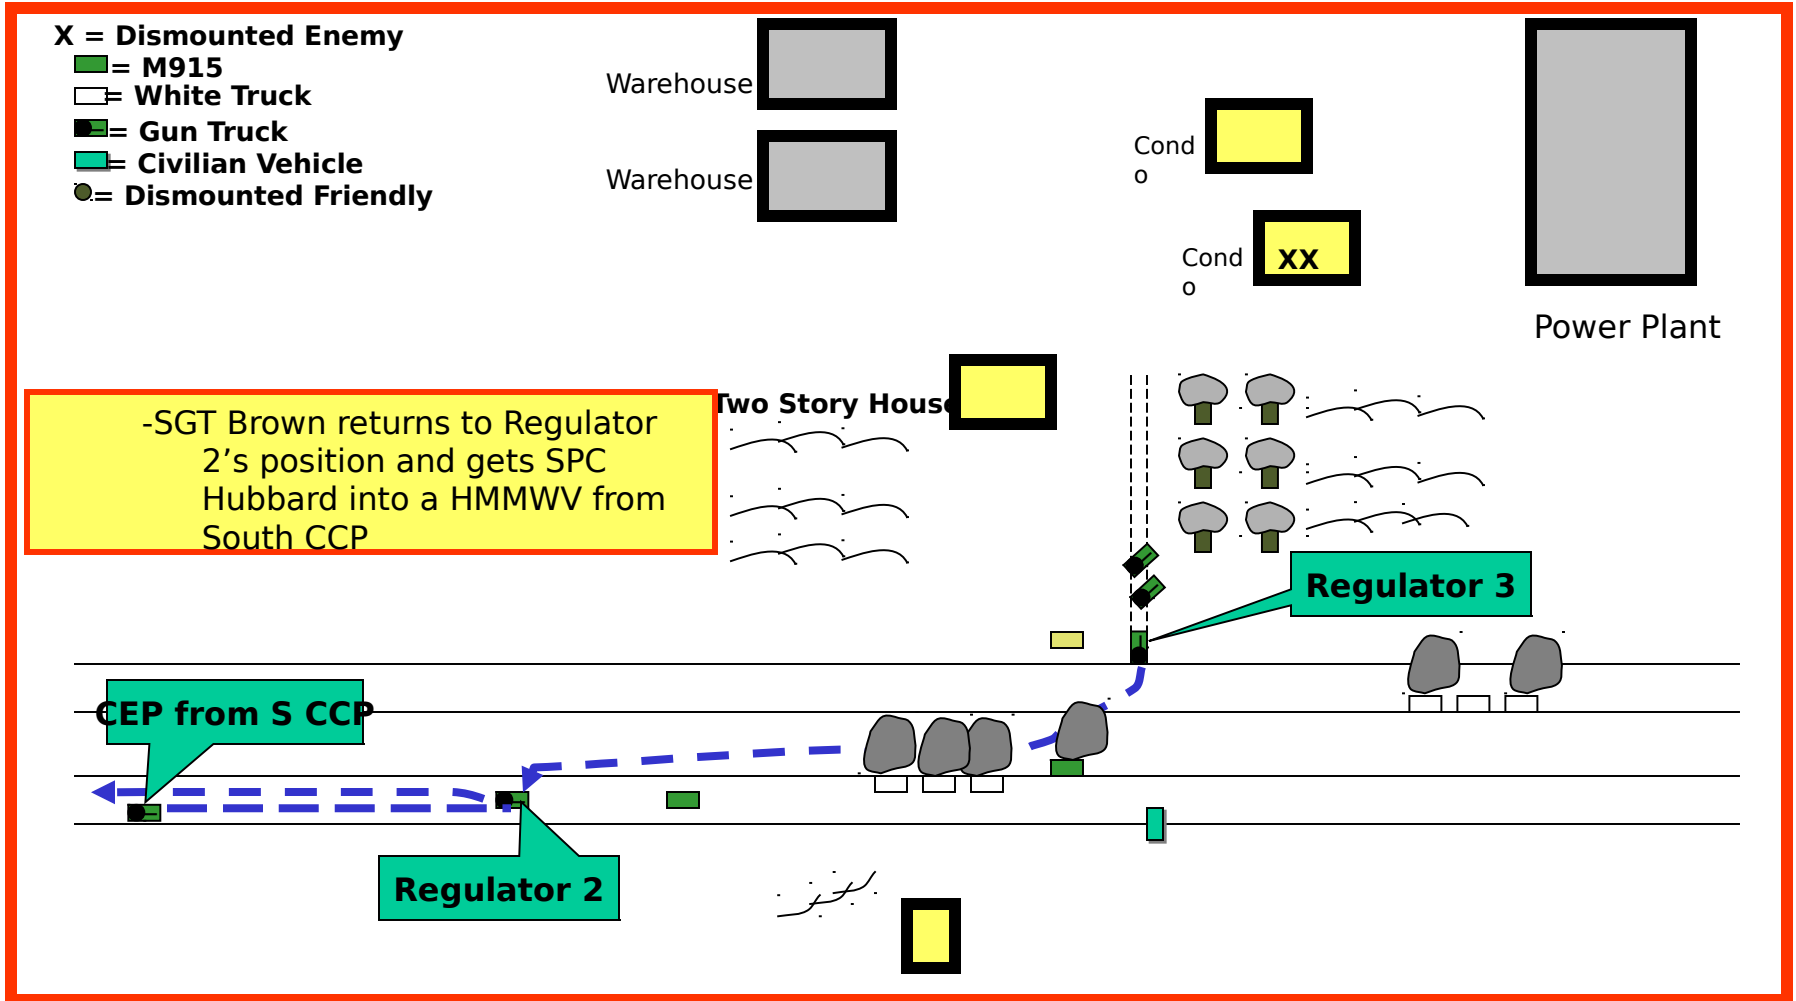 X = Dismounted Enemy
= M915
= White Truck
= Gun Truck
= Civilian Vehicle
= Dismounted Friendly
Warehouse
Warehouse
Cond
o
Cond
o
XX
Power Plant
Two Story House
-SGT Brown returns to Regulator
2’s position and gets SPC
Hubbard into a HMMWV from
South CCP
Regulator 3
CEP from S CCP
Regulator 2